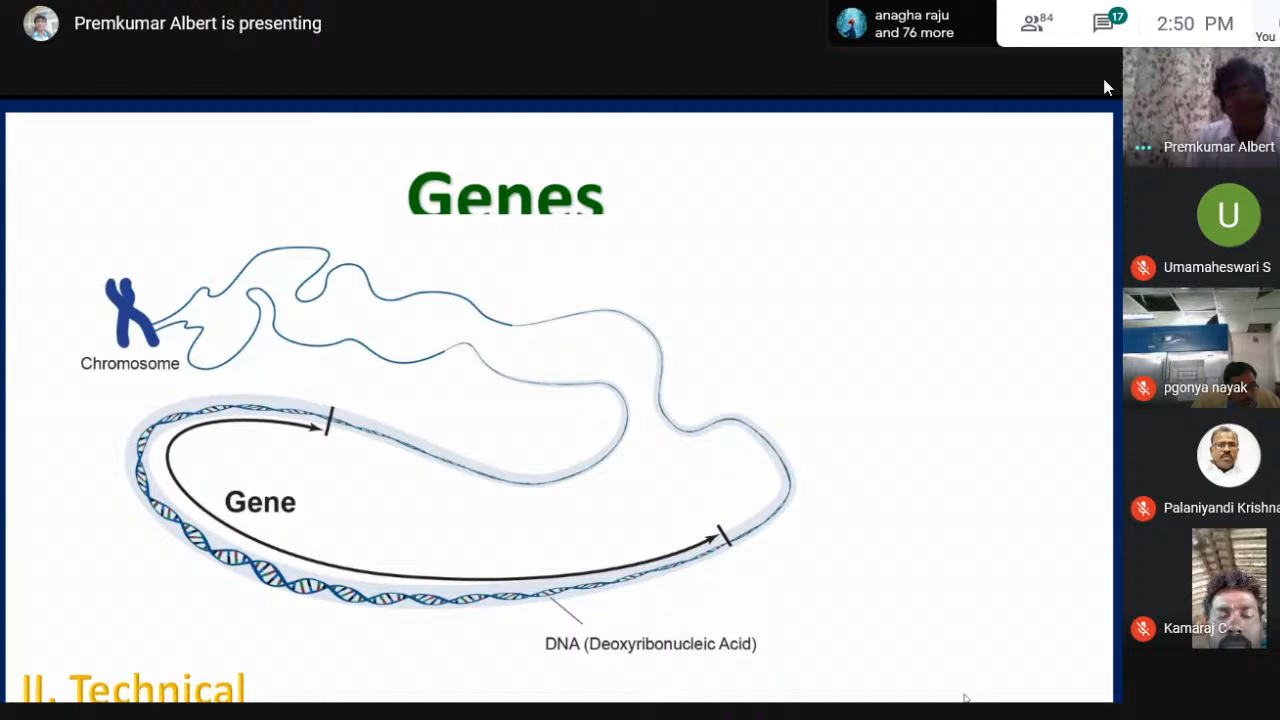 Premkumar Albert is presenting
anagha raju
and 76 more
84
17
2:50 PM
You
Genes
Chromosome
Gene
DNA (Deoxyribonucleic Acid)
II. Technical
Premkumar Albert
U
Umamaheswari S
pgonya nayak
Palaniyandi Krishna
Kamaraj C